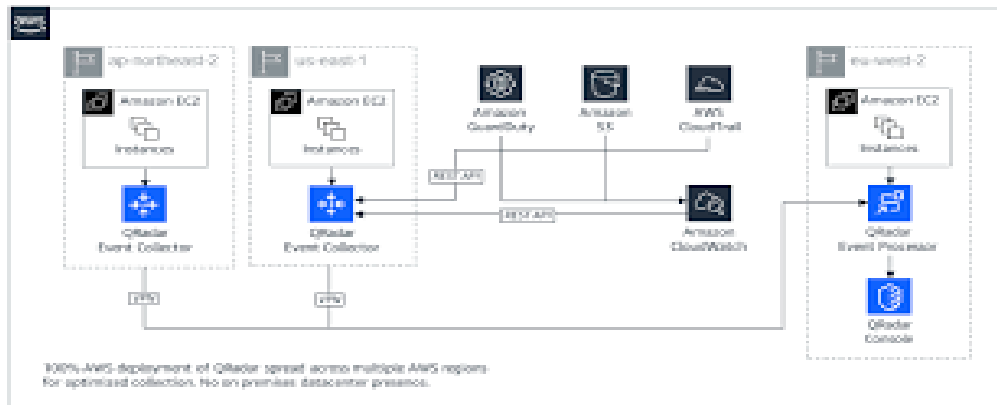 aws
ap-northeast-2
Amazon EC2
Instances
QRadar
Event Collector
VPN
us-east-1
Amazon EC2
Instances
QRadar
Event Collector
VPN
Amazon
GuardDuty
Amazon
S3
AWS
CloudTrail
REST API
REST API
Amazon
CloudWatch
eu-west-2
Amazon EC2
Instances
QRadar
Event Processor
QRadar
Console
100% AWS deployment of QRadar spread across multiple AWS regions
for optimized collection. No on premises datacenter presence.